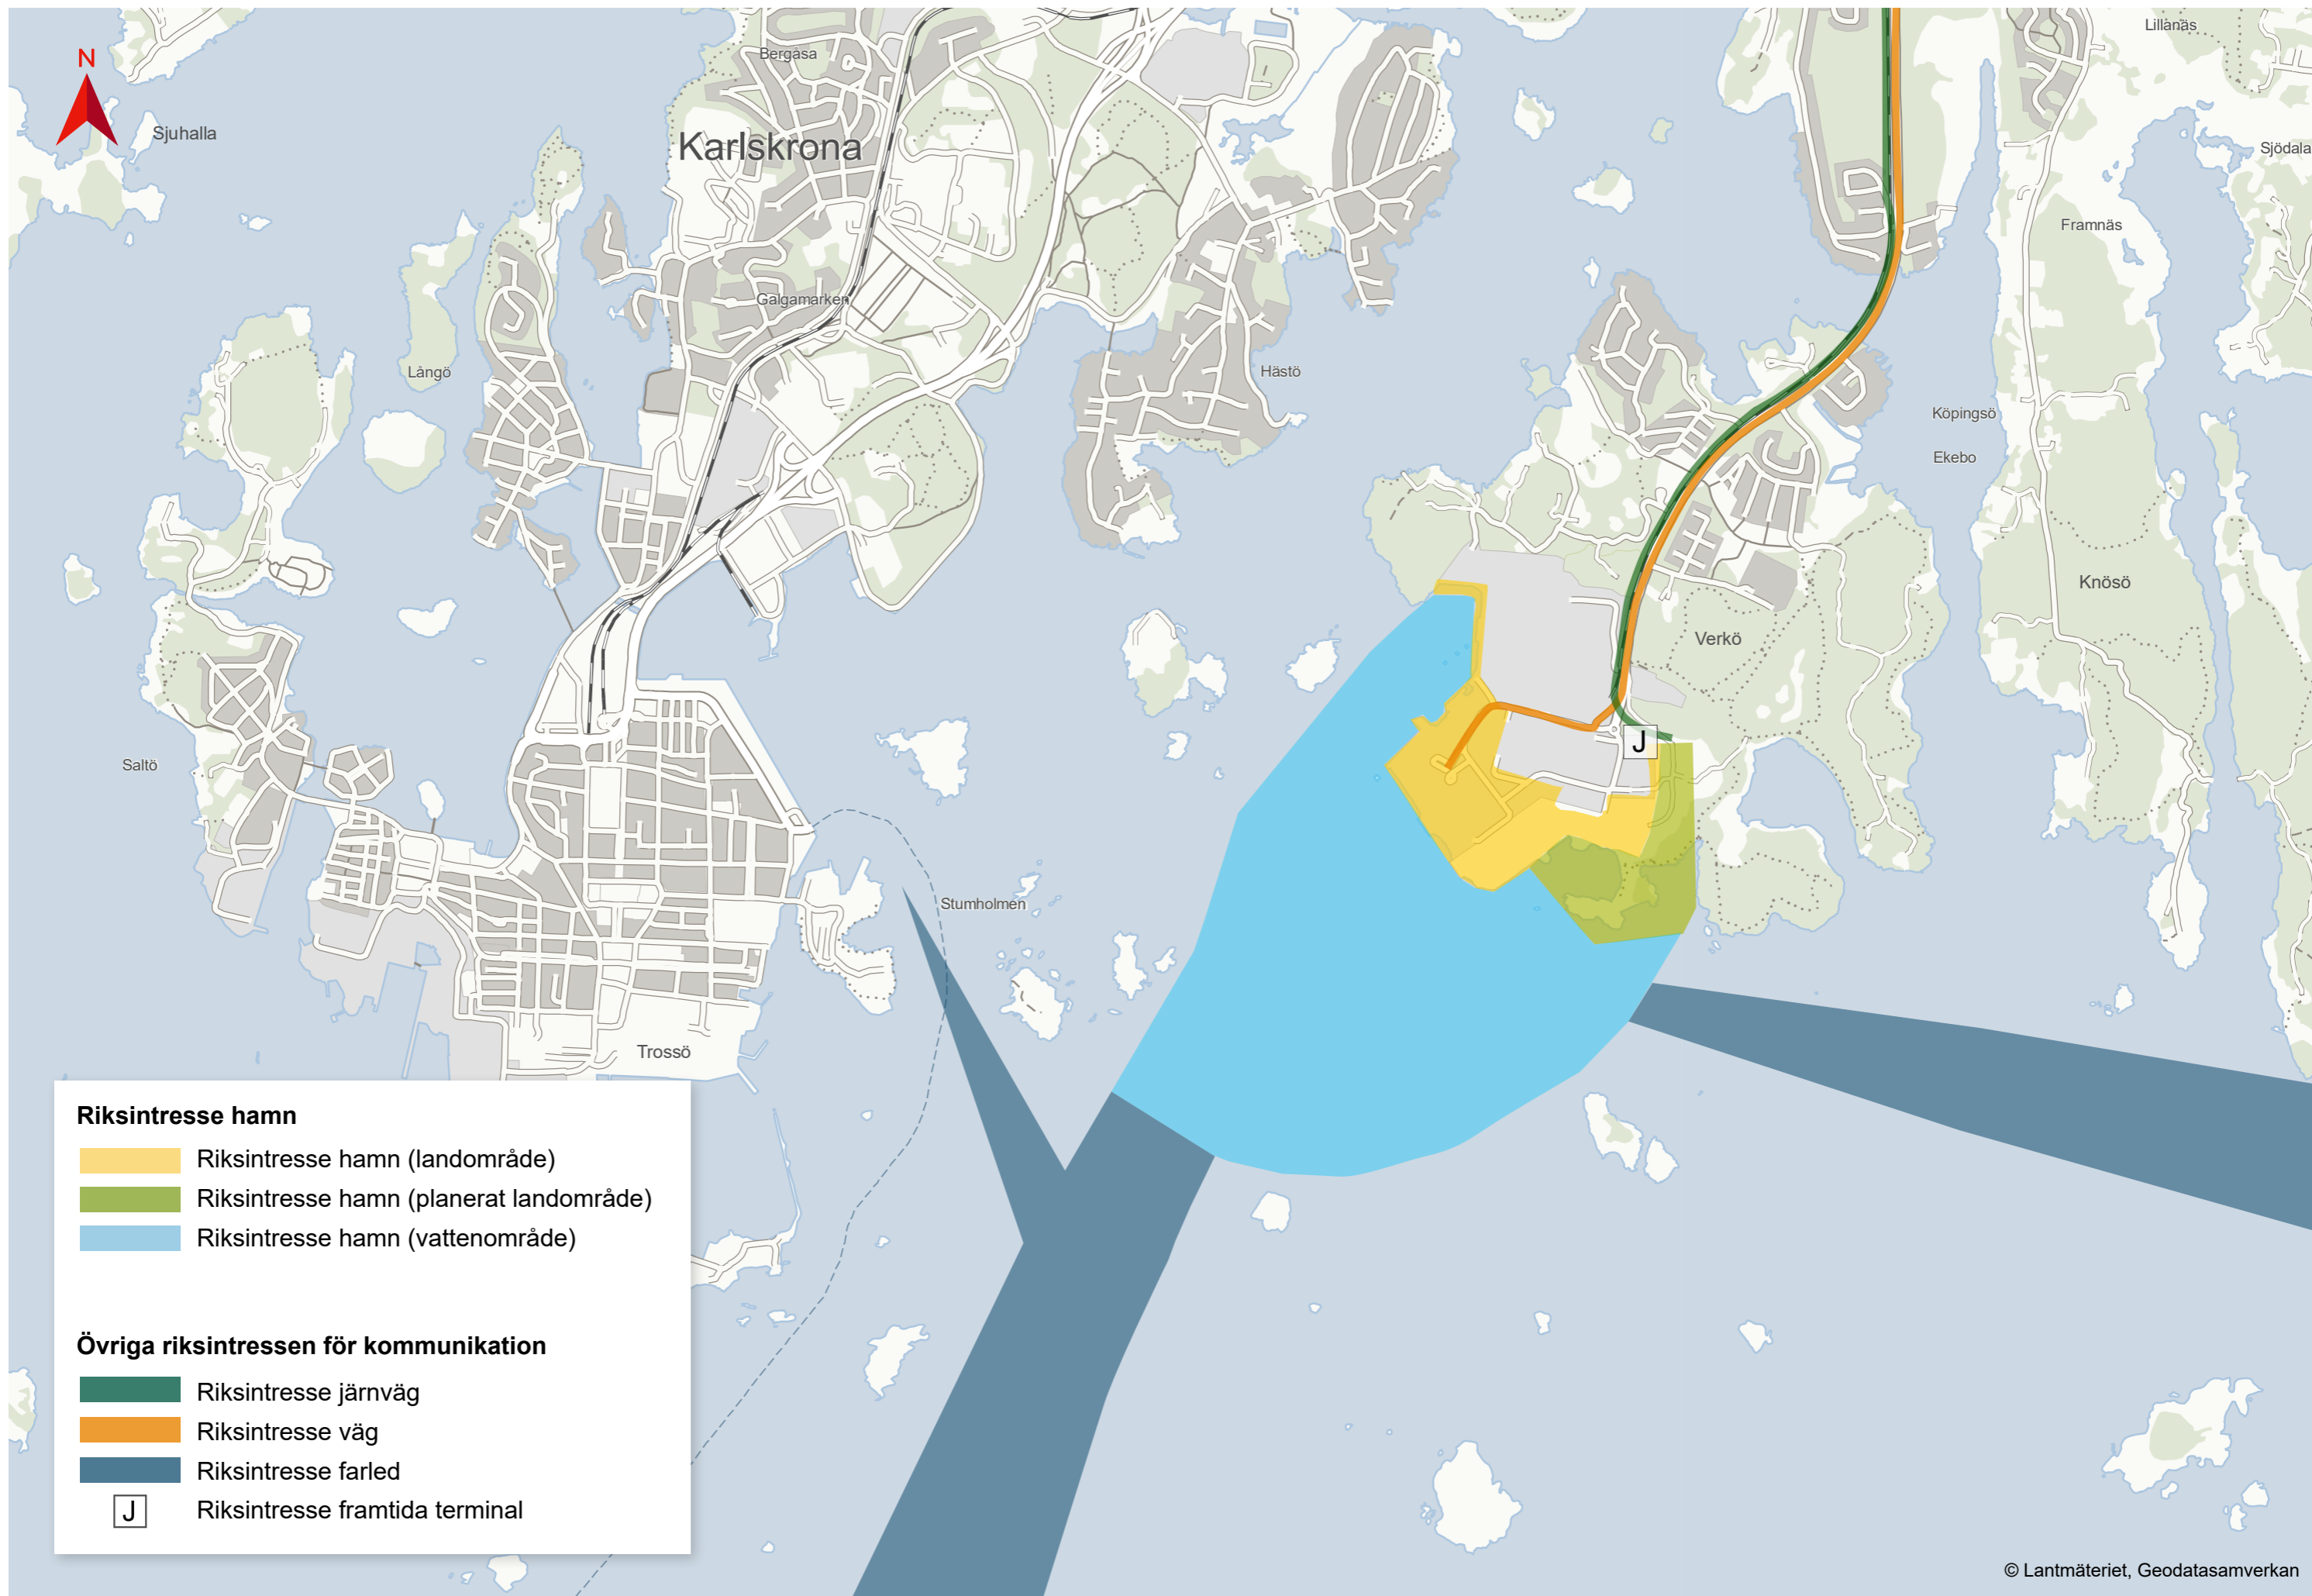 Lillånäs
Bergåsa
N
Sjuhalla
Karlskrona
Sjödala
Framnäs
Galgamarken
Långö
Hästö
Köpingsö
Ekebo
Knösö
Verkö
J
Saltö
Stumholmen
Trossö
Riksintresse hamn
Riksintresse hamn (landområde)
Riksintresse hamn (planerat landområde)
Riksintresse hamn (vattenområde)
Övriga riksintressen för kommunikation
Riksintresse järnväg
Riksintresse väg
Riksintresse farled
J Riksintresse framtida terminal
© Lantmäteriet, Geodatasamverkan